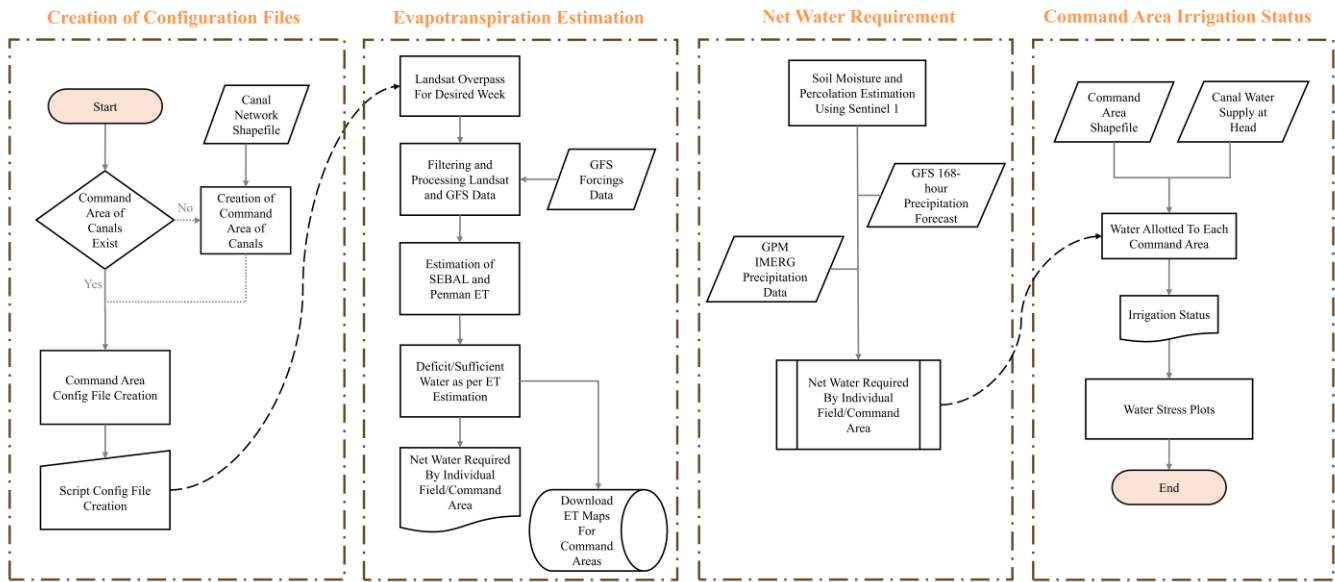 Creation of Configuration Files
Start
Canal
Network
Shapefile
Command
Area of
Canals
Exist
No
Creation of
Command
Area of
Canals
Yes
Command Area
Config File Creation
Script Config File
Creation
Evapotranspiration Estimation
Landsat Overpass
For Desired Week
Filtering and
Processing Landsat
and GFS Data
GFS
Forcings
Data
Estimation of
SEBAL and
Penman ET
Deficit/Sufficient
Water as per ET
Estimation
Net Water Required
By Individual
Field/Command
Area
Download
ET Maps
For
Command
Areas
Net Water Requirement
Soil Moisture and
Percolation Estimation
Using Sentinel 1
GFS 168-
hour
Precipitation
Forecast
GPM
IMERG
Precipitation
Data
Net Water Required
By Individual
Field/Command
Area
Command Area Irrigation Status
Command
Area
Shapefile
Canal Water
Supply at
Head
Water Allotted To Each
Command Area
Irrigation Status
Water Stress Plots
End